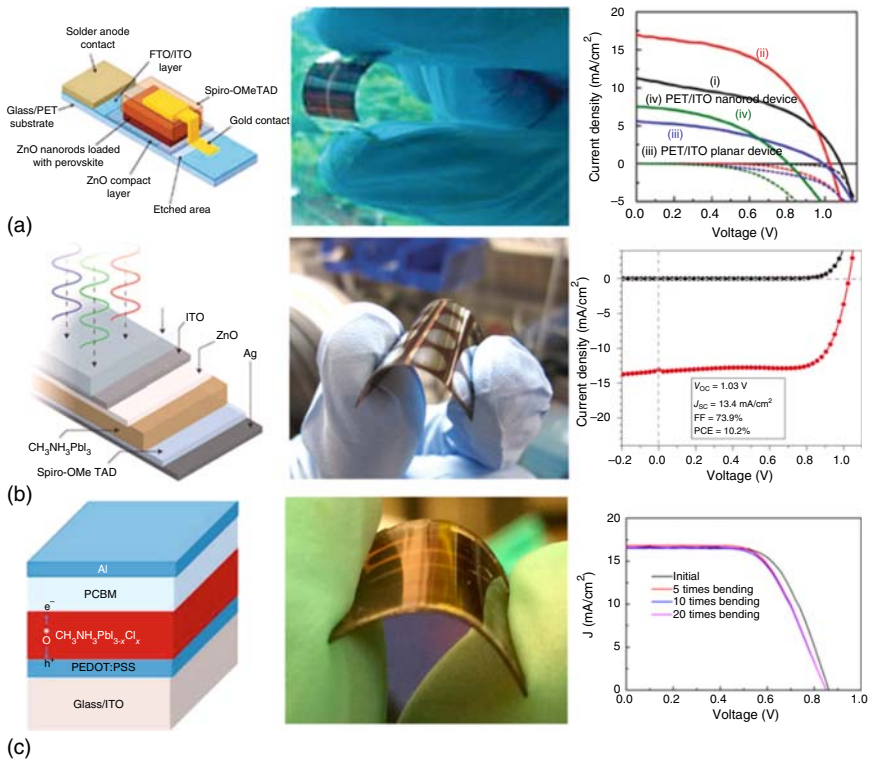 Solder anode
contact
FTO/ITO
layer
Spiro-OMeTAD
Glass/PET
substrate
Gold contact
ZnO nanorods loaded
with perovskite
ZnO compact
layer
Etched area
(a)
20
15
10
5
0
−5
Current density (mA/cm²)
(ii)
(i)
(iv) PET/ITO nanorod device
(iv)
(iii)
(iii) PET/ITO planar device
0.0 0.2 0.4 0.6 0.8 1.0
Voltage (V)
ITO
ZnO
Ag
CH₃NH₃PbI₃
Spiro-OMe TAD
(b)
4
0
−5
−10
−15
−20
Current density (mA/cm²)
V_OC = 1.03 V
J_SC = 13.4 mA/cm²
FF = 73.9%
PCE = 10.2%
−0.2 0.0 0.2 0.4 0.6 0.8 1.0
Voltage (V)
Al
PCBM
e⁻
O CH₃NH₃PbI₃₋ₓClₓ
h⁺
PEDOT:PSS
Glass/ITO
(c)
20
15
10
5
0
J (mA/cm²)
Initial
5 times bending
10 times bending
20 times bending
0.0 0.2 0.4 0.6 0.8 1.0
Voltage (V)